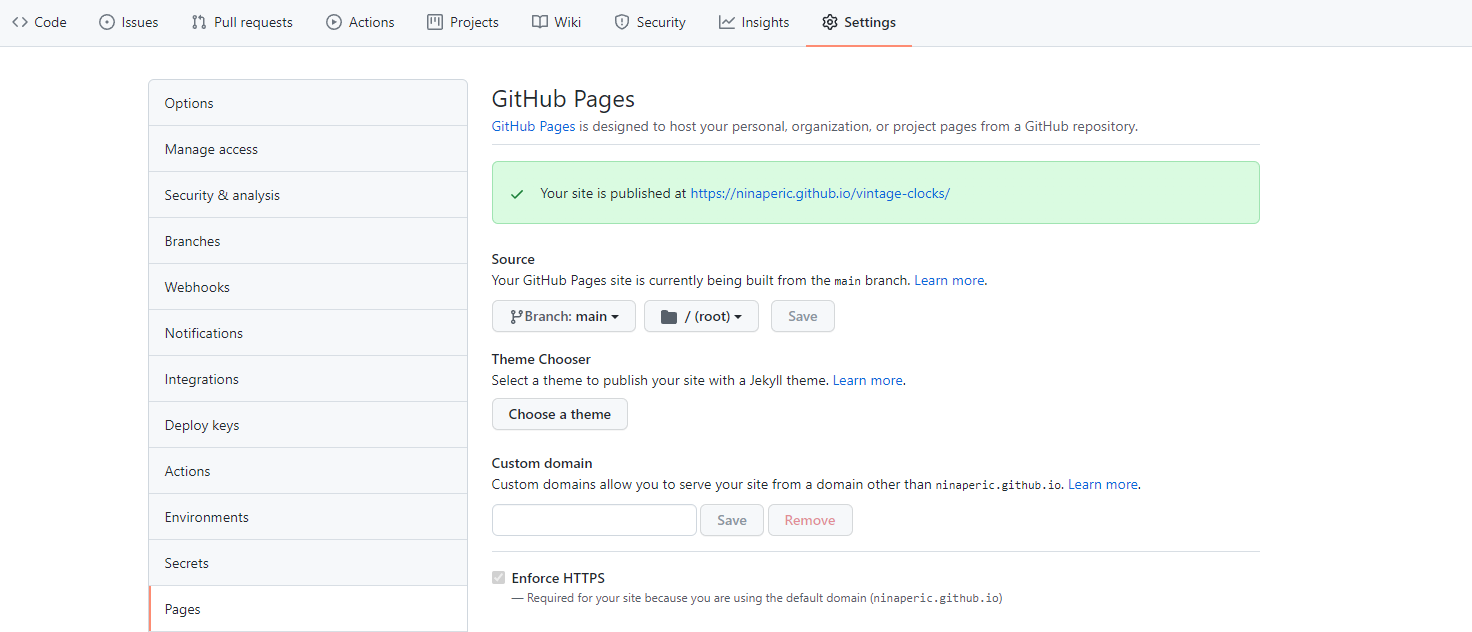 Code Issues Pull requests Actions Projects Wiki Security Insights Settings
Options
Manage access
Security & analysis
Branches
Webhooks
Notifications
Integrations
Deploy keys
Actions
Environments
Secrets
Pages
GitHub Pages
GitHub Pages is designed to host your personal, organization, or project pages from a GitHub repository.
Your site is published at https://ninaperic.github.io/vintage-clocks/
Source
Your GitHub Pages site is currently being built from the main branch. Learn more.
Branch: main / (root) Save
Theme Chooser
Select a theme to publish your site with a Jekyll theme. Learn more.
Choose a theme
Custom domain
Custom domains allow you to serve your site from a domain other than ninaperic.github.io. Learn more.
Save Remove
Enforce HTTPS
— Required for your site because you are using the default domain (ninaperic.github.io)